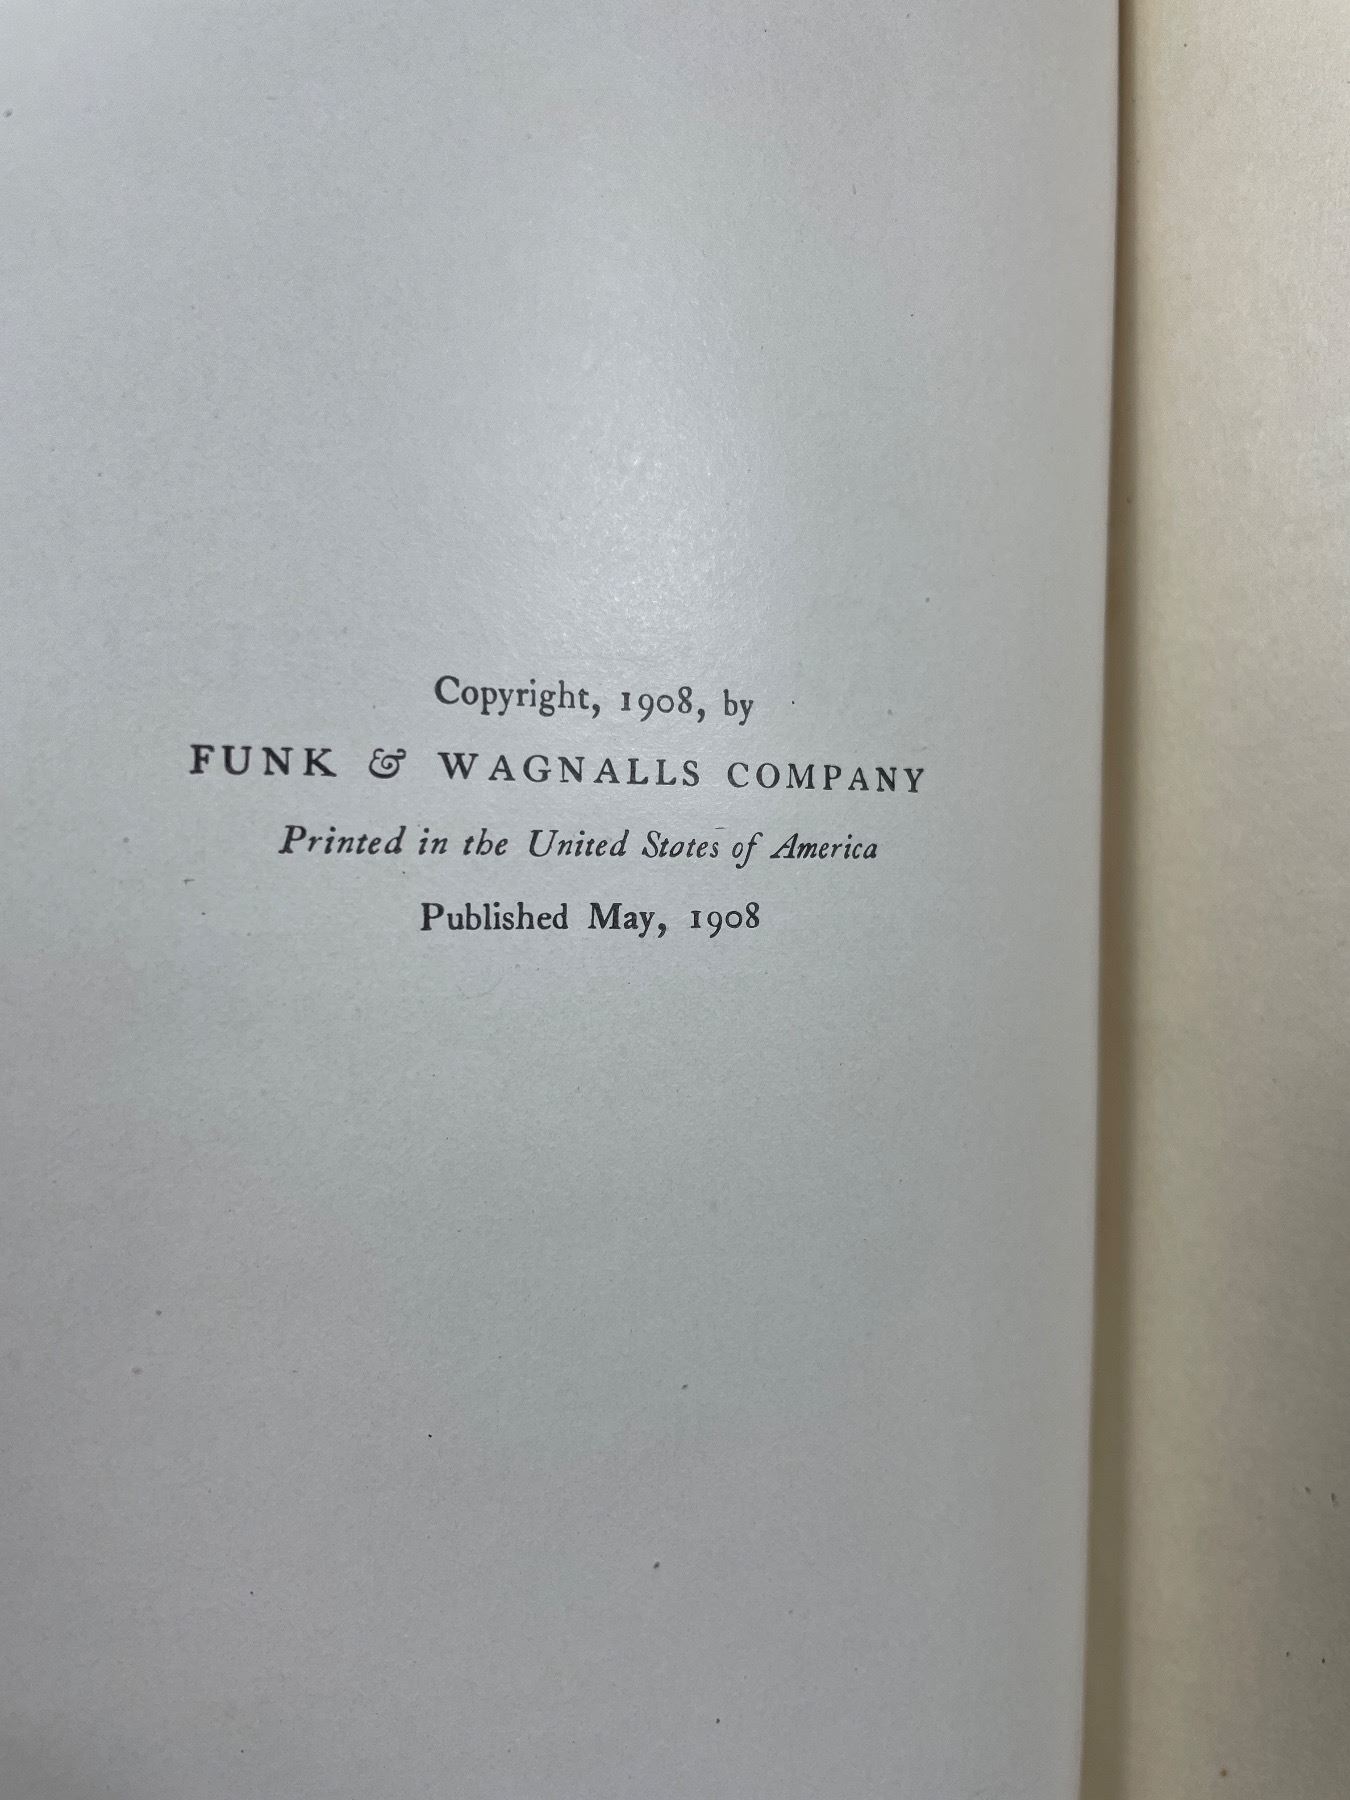 Copyright, 1908, by
FUNK & WAGNALLS COMPANY
Printed in the United States of America
Published May, 1908